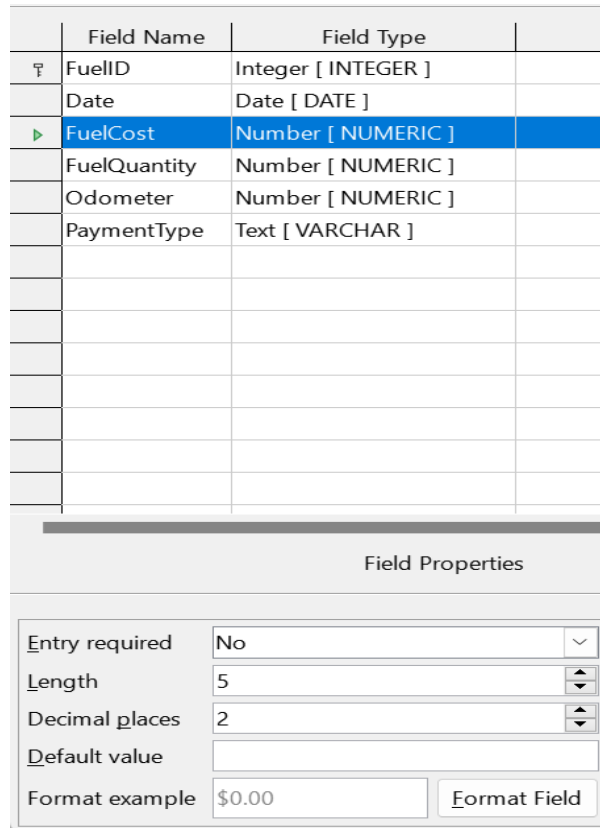 Field Name Field Type
FuelID Integer [ INTEGER ]
Date Date [ DATE ]
FuelCost Number [ NUMERIC ]
FuelQuantity Number [ NUMERIC ]
Odometer Number [ NUMERIC ]
PaymentType Text [ VARCHAR ]
Field Properties
Entry required No
Length 5
Decimal places 2
Default value
Format example $0.00 Format Field